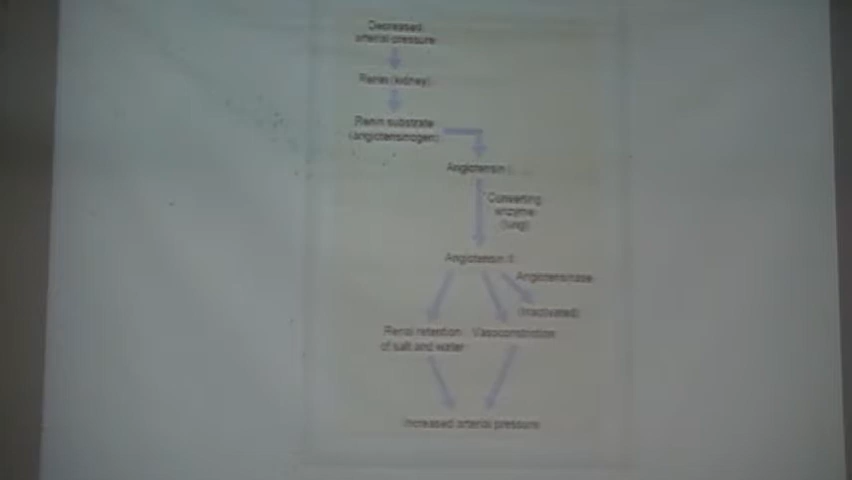 Decreased
arterial pressure
Renin (kidney)
Renin substrate
(angiotensinogen)
Angiotensin I
Converting
enzyme
(lung)
Angiotensin II
Angiotensinase
(Inactivated)
Renal retention
of salt and water
Vasoconstriction
Increased arterial pressure